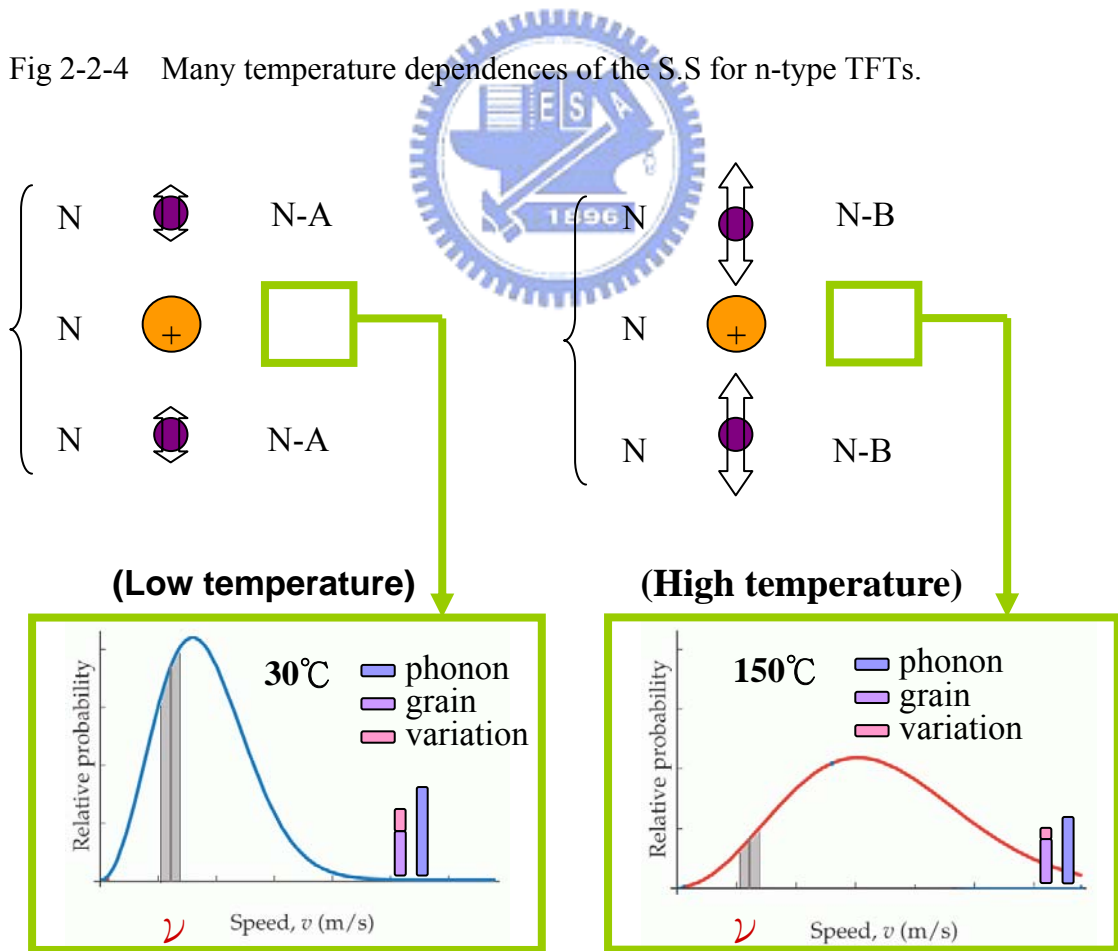 Fig 2-2-4 Many temperature dependences of the S.S for n-type TFTs.
E S A
1896
N N-A
N +
N N-A
N N-B
N +
N N-B
(Low temperature)
30℃
phonon
grain
variation
Relative probability
ν
Speed, v (m/s)
(High temperature)
150℃
phonon
grain
variation
Relative probability
ν
Speed, v (m/s)